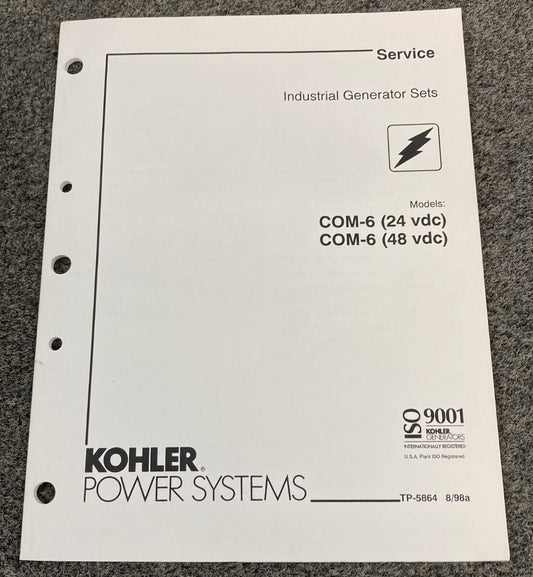 Service
Industrial Generator Sets
Models:
COM-6 (24 vdc)
COM-6 (48 vdc)
ISO 9001
KOHLER
GENERATORS
INTERNATIONALLY REGISTERED
U.S.A. Plant ISO Registered
KOHLER®
POWER SYSTEMS
TP-5864 8/98a